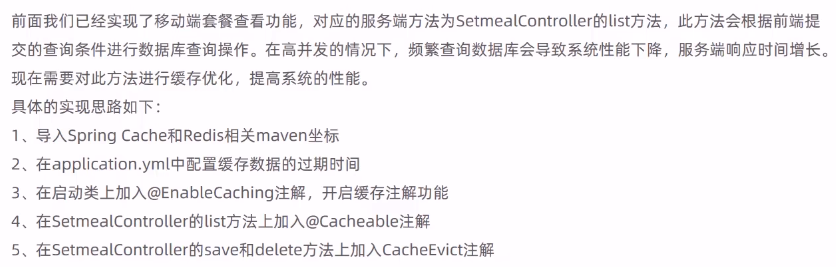 前面我们已经实现了移动端套餐查看功能，对应的服务端方法为SetmealController的list方法，此方法会根据前端提
交的查询条件进行数据库查询操作。在高并发的情况下，频繁查询数据库会导致系统性能下降，服务端响应时间增长。
现在需要对此方法进行缓存优化，提高系统的性能。
具体的实现思路如下：
1、导入Spring Cache和Redis相关maven坐标
2、在application.yml中配置缓存数据的过期时间
3、在启动类上加入@EnableCaching注解，开启缓存注解功能
4、在SetmealController的list方法上加入@Cacheable注解
5、在SetmealController的save和delete方法上加入CacheEvict注解